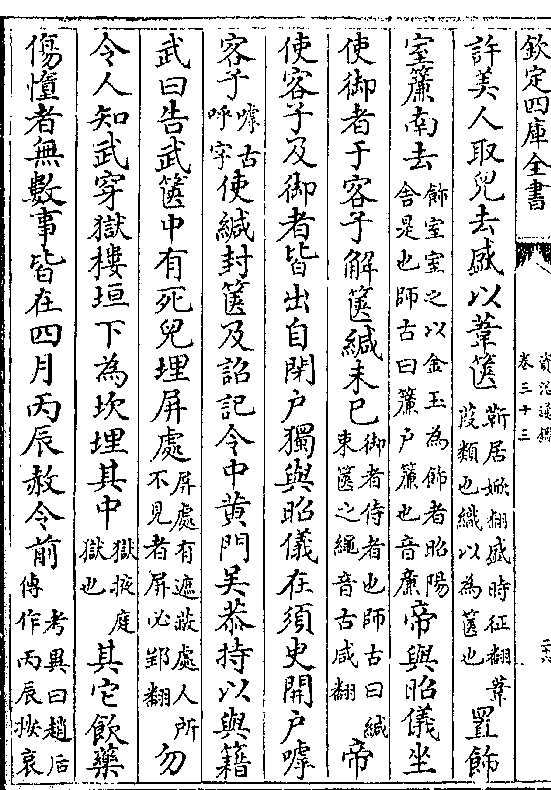 欽定四庫全書
資治通鑑
卷三十三
許美人取兒去盛以葦篋靳居焮翻盛時征翻葦葭類也織以為篋也置飾
室簾南去飾室室之以金玉為飾者昭陽舍是也師古曰簾户簾也音廉帝與昭儀坐
使御者于客子解篋緘未已御者侍者也師古曰緘束篋之繩音古咸翻帝
使客子及御者皆出自閉户獨與昭儀在須臾開户嘑
客子嘑古呼字使緘封篋及詔記令中黄門吳恭持以與籍
武曰告武篋中有死兒埋屏處屏處有遮蔽處人所不見者屏必郢翻勿
令人知武穿獄樓垣下為坎埋其中獄掖庭獄也其它飲藥
傷憧者無數事皆在四月丙辰赦令前考異曰趙后傳作丙辰按哀